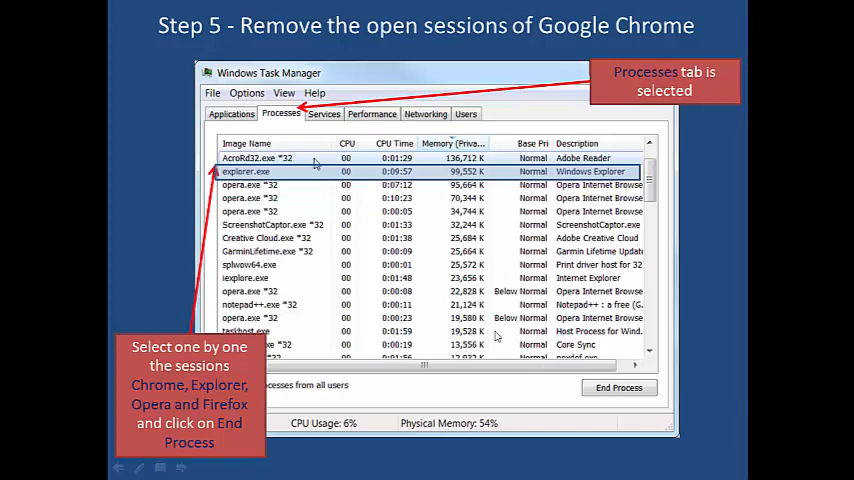 Step 5 - Remove the open sessions of Google Chrome
Processes tab is
selected
Windows Task Manager
File Options View Help
Applications Processes Services Performance Networking Users
Image Name CPU CPU Time Memory (Priva... Base Pri Description
AcroRd32.exe *32 00 0:01:29 136,712 K Normal Adobe Reader
explorer.exe 00 0:09:57 99,552 K Normal Windows Explorer
opera.exe *32 00 0:07:12 95,664 K Normal Opera Internet Browse
opera.exe *32 00 0:10:23 70,344 K Normal Opera Internet Browse
opera.exe *32 00 0:00:05 34,744 K Normal Opera Internet Browse
ScreenshotCaptor.exe *32 00 0:01:33 32,244 K Normal ScreenshotCaptor.exe
Creative Cloud.exe *32 00 0:01:38 25,684 K Normal Adobe Creative Cloud
GarminLifetime.exe *32 00 0:00:09 25,664 K Normal Garmin Lifetime Updat
splwow64.exe 00 0:00:01 25,572 K Normal Print driver host for 32
iexplore.exe 00 0:01:48 23,656 K Normal Internet Explorer
opera.exe *32 00 0:00:08 22,828 K Below Normal Opera Internet Browse
notepad++.exe *32 00 0:00:11 21,124 K Normal Notepad++ : a free (G
opera.exe *32 00 0:00:23 19,580 K Below Normal Opera Internet Browse
taskhost.exe 00 0:01:59 19,528 K Normal Host Process for Wind.
*32 00 0:00:44 13,556 K Normal Core Sync
Select one by one
the sessions
Chrome, Explorer,
Opera and Firefox
and click on End
Process
ocesses from all users End Process
CPU Usage: 6% Physical Memory: 54%